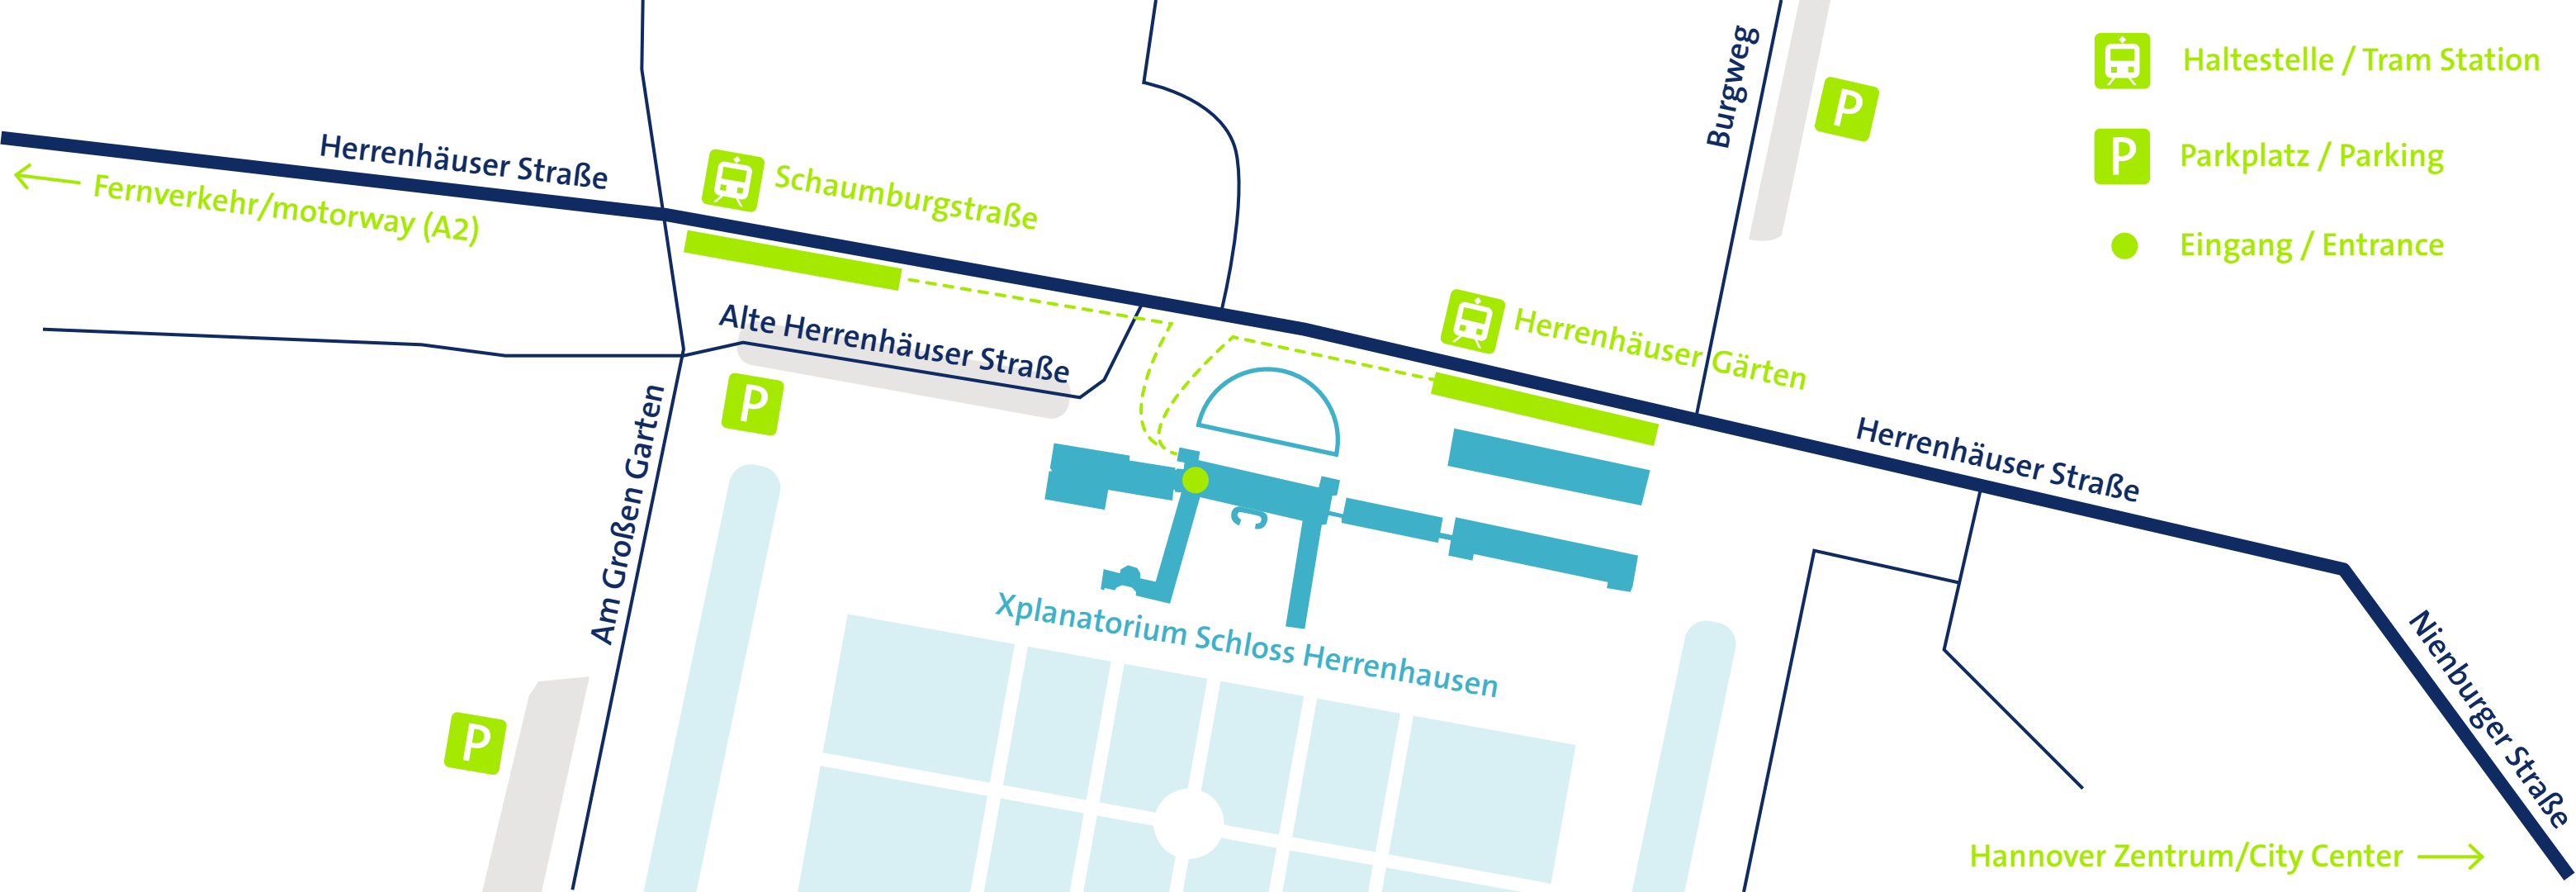 Burgweg
P
Haltestelle / Tram Station
P
Parkplatz / Parking
Eingang / Entrance
Herrenhäuser Straße
Fernverkehr/motorway (A2)
Schaumburgstraße
Alte Herrenhäuser Straße
Herrenhäuser Gärten
P
Am Großen Garten
Herrenhäuser Straße
Xplanatorium Schloss Herrenhausen
P
Nienburger Straße
Hannover Zentrum/City Center